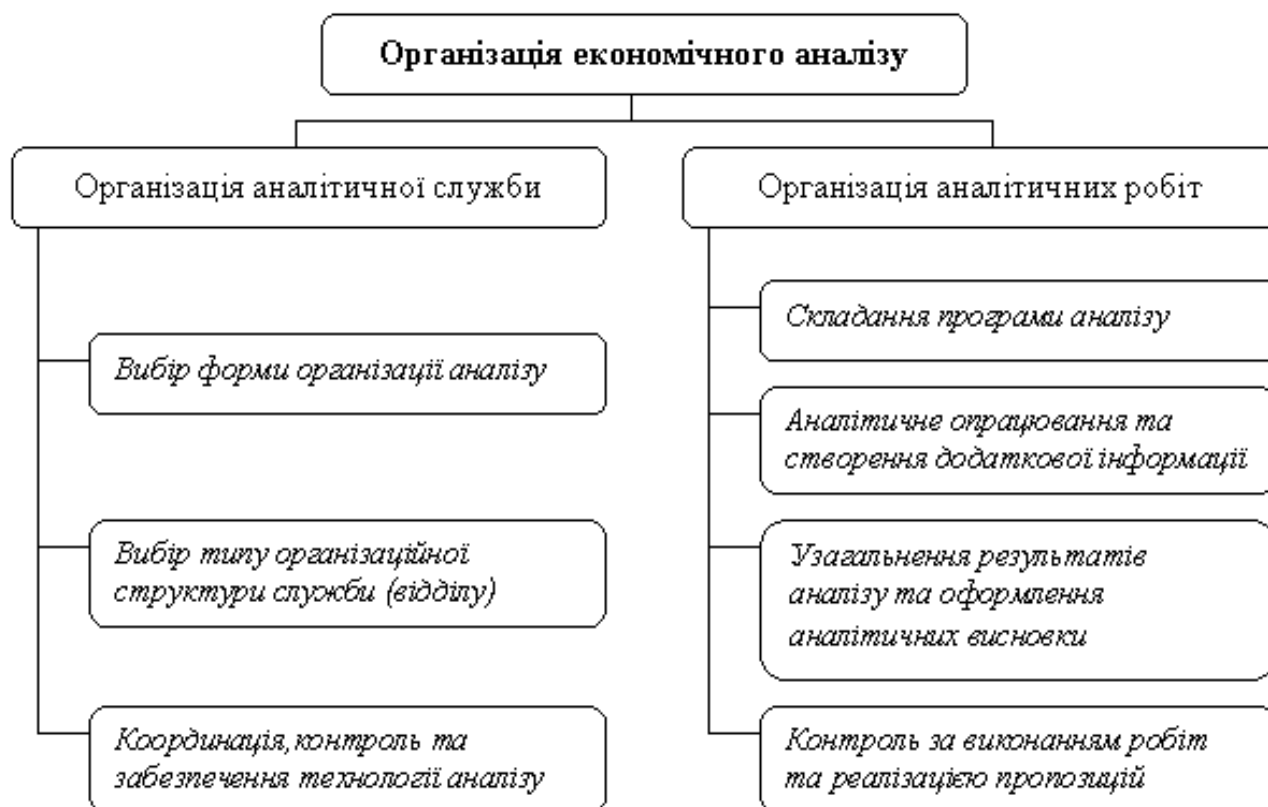 Організація економічного аналізу
Організація аналітичної служби
Вибір форми організації аналізу
Вибір типу організаційної
структури служби (відділу)
Координація, контроль та
забезпечення технології аналізу
Організація аналітичних робіт
Складання програми аналізу
Аналітичне опрацювання та
створення додаткової інформації
Узагальнення результатів
аналізу та оформлення
аналітичних висновки
Контроль за виконанням робіт
та реалізацією пропозицій